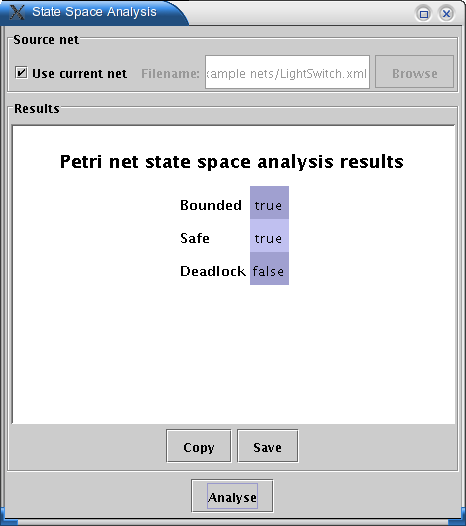 State Space Analysis
Source net
Use current net Filename: xample nets/LightSwitch.xml Browse
Results
Petri net state space analysis results
Bounded true
Safe true
Deadlock false
Copy Save
Analyse